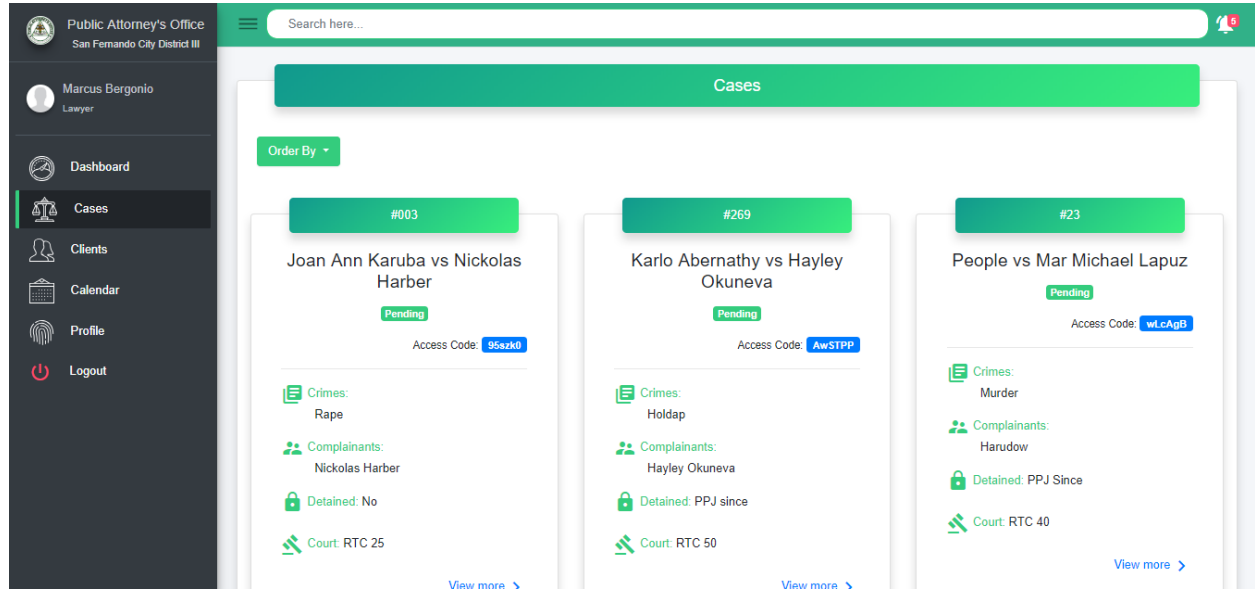 Public Attorney's Office
San Fernando City District III
Marcus Bergonio
Lawyer
Dashboard
Cases
Clients
Calendar
Profile
Logout
Search here...
5
Cases
Order By
#003
Joan Ann Karuba vs Nickolas
Harber
Pending
Access Code: 95szk0
Crimes:
Rape
Complainants:
Nickolas Harber
Detained: No
Court: RTC 25
View more
#269
Karlo Abernathy vs Hayley
Okuneva
Pending
Access Code: AwSTPP
Crimes:
Holdap
Complainants:
Hayley Okuneva
Detained: PPJ since
Court: RTC 50
View more
#23
People vs Mar Michael Lapuz
Pending
Access Code: wLcAgB
Crimes:
Murder
Complainants:
Harudow
Detained: PPJ Since
Court: RTC 40
View more